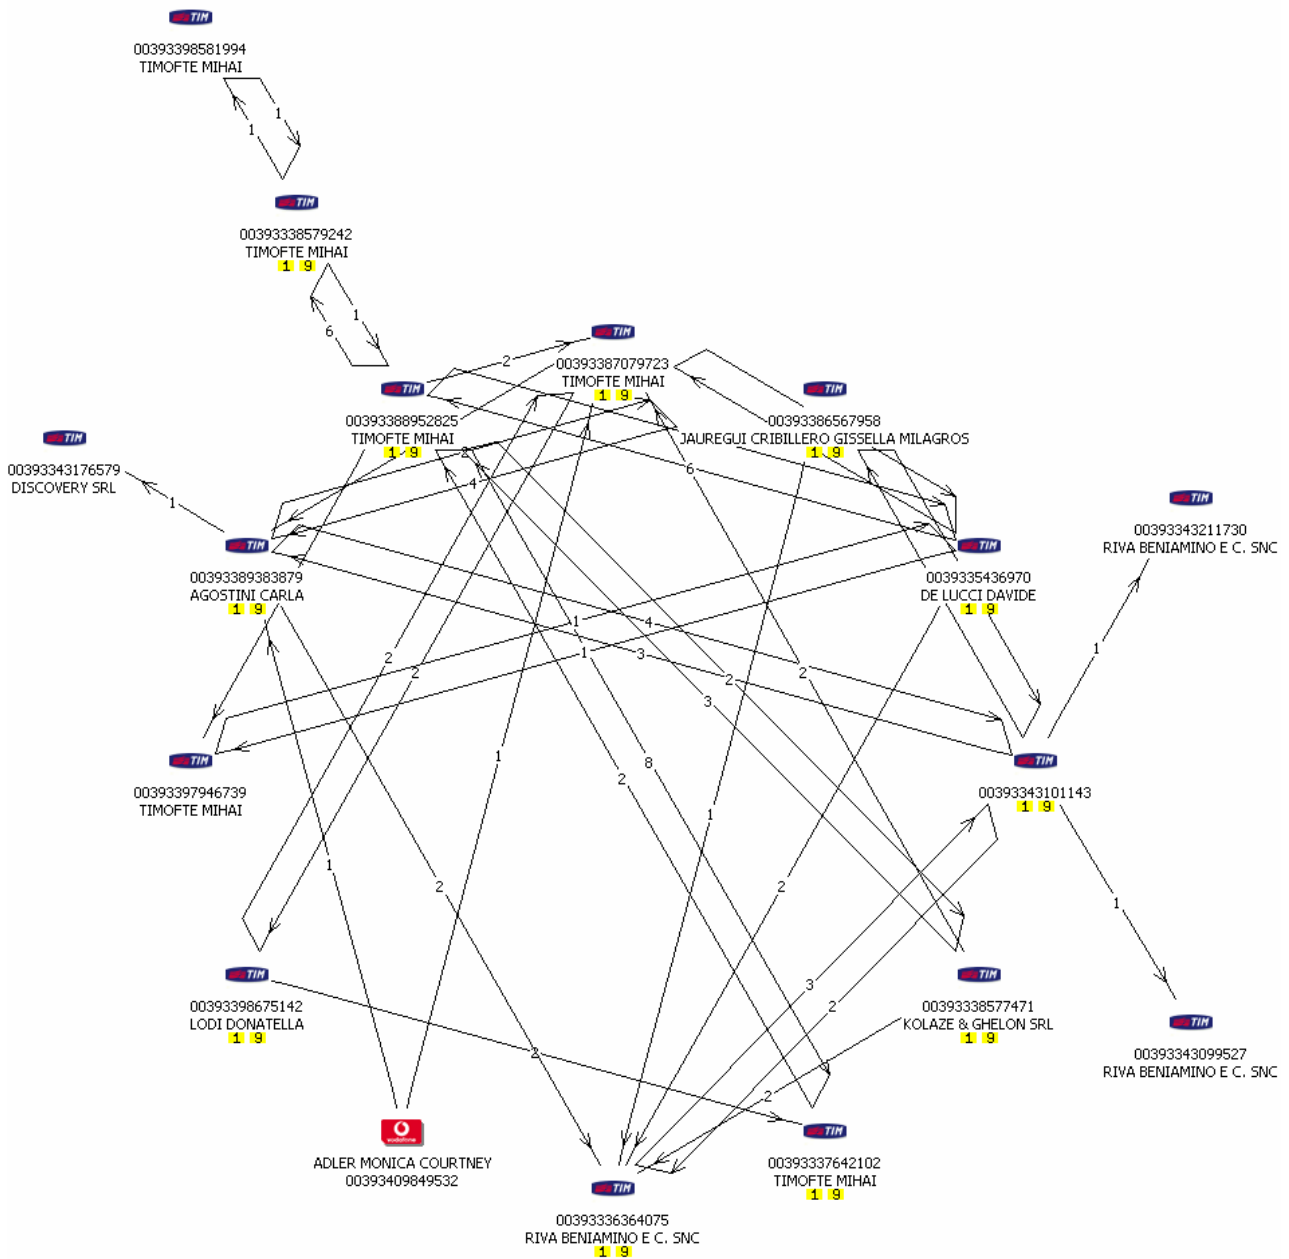 TIM
00393398581994
TIMOFTE MIHAI
1
1
TIM
00393338579242
TIMOFTE MIHAI
1 9
1
6
TIM
00393387079723
TIMOFTE MIHAI
1 9
2
TIM
00393388952825
TIMOFTE MIHAI
1 9
TIM
00393386567958
JAUREGUI CRIBILLERO GISSELLA MILAGROS
1 9
TIM
00393343176579
DISCOVERY SRL
1
2
4
6
TIM
00393343211730
RIVA BENIAMINO E C. SNC
TIM
00393389383879
AGOSTINI CARLA
1 9
TIM
0039335436970
DE LUCCI DAVIDE
1 9
1
4
1
3
1
2
2
2
2
3
TIM
00393397946739
TIMOFTE MIHAI
TIM
00393343101143
1 9
1
8
2
1
1
2
2
1
3
2
TIM
00393398675142
LODI DONATELLA
1 9
TIM
00393338577471
KOLAZE & GHELON SRL
1 9
TIM
00393343099527
RIVA BENIAMINO E C. SNC
2
2
vodafone
ADLER MONICA COURTNEY
00393409849532
TIM
00393337642102
TIMOFTE MIHAI
1 9
TIM
00393336364075
RIVA BENIAMINO E C. SNC
1 9